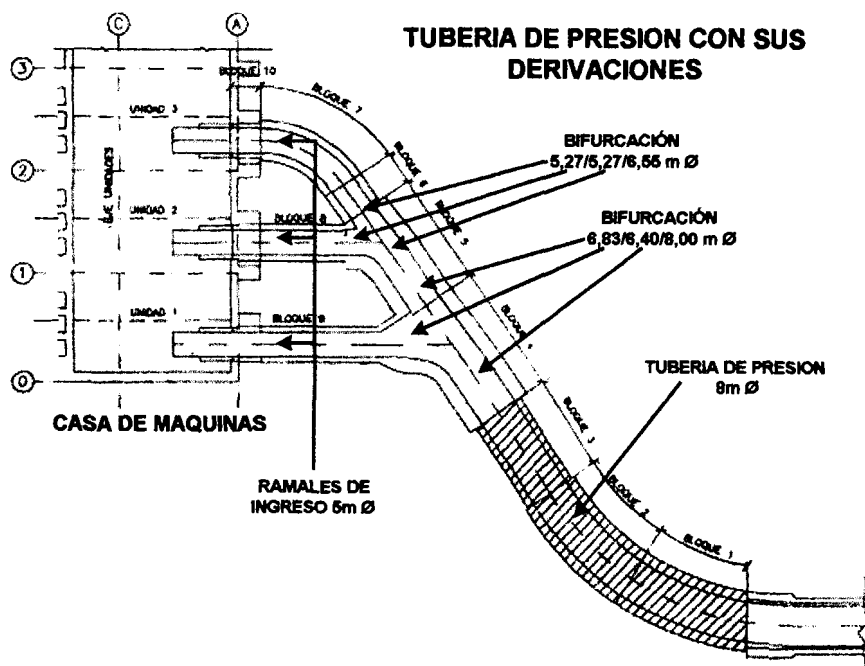 TUBERIA DE PRESION CON SUS
DERIVACIONES
C
A
3
BLOQUE 10
BLOQUE 7
UNIDAD 3
BIFURCACIÓN
5,27/5,27/6,55 m Ø
2
BLOQUE 6
EJE UNIDADES
UNIDAD 2
BLOQUE 8
BLOQUE 5
BIFURCACIÓN
6,83/6,40/8,00 m Ø
1
UNIDAD 1
BLOQUE 9
BLOQUE
0
TUBERIA DE PRESION
8m Ø
CASA DE MAQUINAS
BLOQUE 3
RAMALES DE
INGRESO 5m Ø
BLOQUE 2
BLOQUE 1